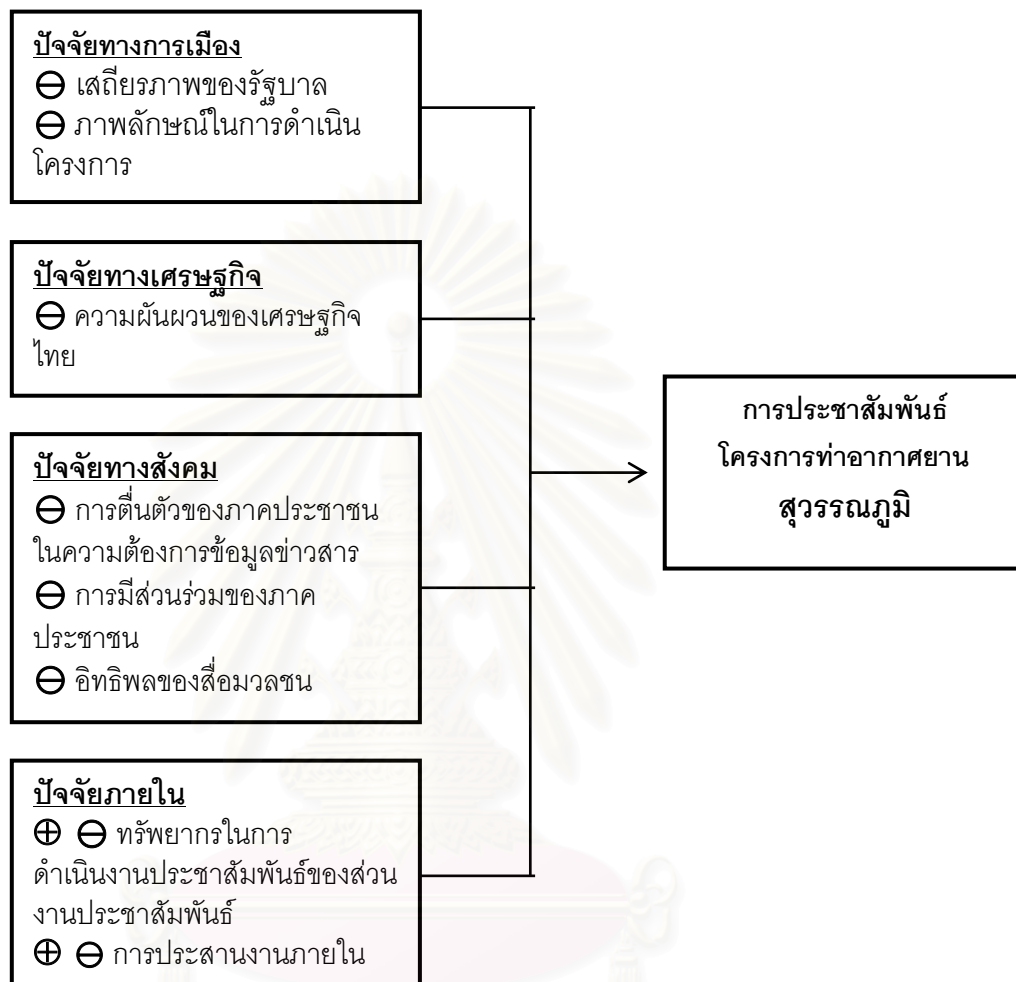 ปัจจัยทางการเมือง
⊖ เสถียรภาพของรัฐบาล
⊖ ภาพลักษณ์ในการดำเนิน
โครงการ
ปัจจัยทางเศรษฐกิจ
⊖ ความผันผวนของเศรษฐกิจ
ไทย
ปัจจัยทางสังคม
⊖ การตื่นตัวของภาคประชาชน
ในความต้องการข้อมูลข่าวสาร
⊖ การมีส่วนร่วมของภาค
ประชาชน
⊖ อิทธิพลของสื่อมวลชน
ปัจจัยภายใน
⊕ ⊖ ทรัพยากรในการ
ดำเนินงานประชาสัมพันธ์ของส่วน
งานประชาสัมพันธ์
⊕ ⊖ การประสานงานภายใน
การประชาสัมพันธ์
โครงการท่าอากาศยาน
สุวรรณภูมิ